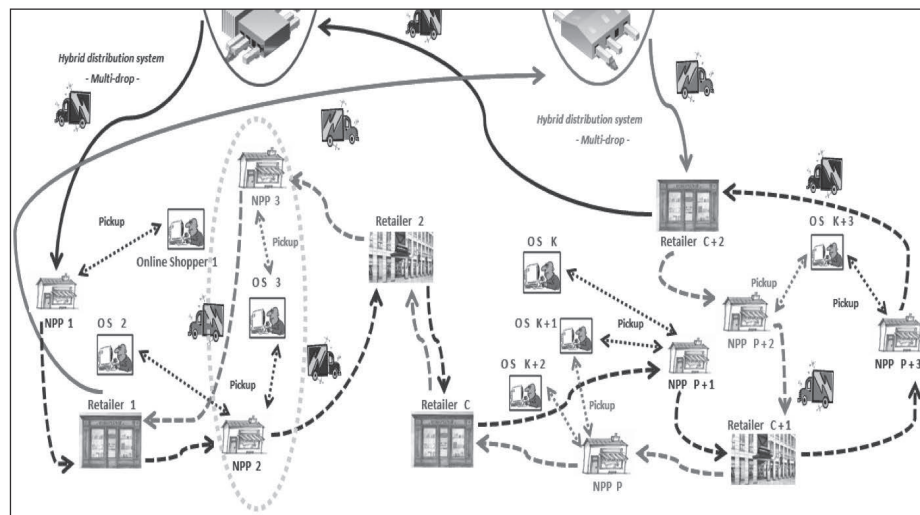 Hybrid distribution system
- Multi-drop -
Hybrid distribution system
- Multi-drop -
NPP 3
Pickup
Online Shopper 1
Pickup
Retailer 2
OS K
OS K+3
Retailer C+2
NPP 1
OS 2
OS 3
Pickup
OS K+1
Pickup
Pickup
NPP P+2
Pickup
NPP P+3
OS K+2
NPP P+1
Retailer 1
Pickup
Retailer C
Pickup
Retailer C+1
NPP 2
NPP P